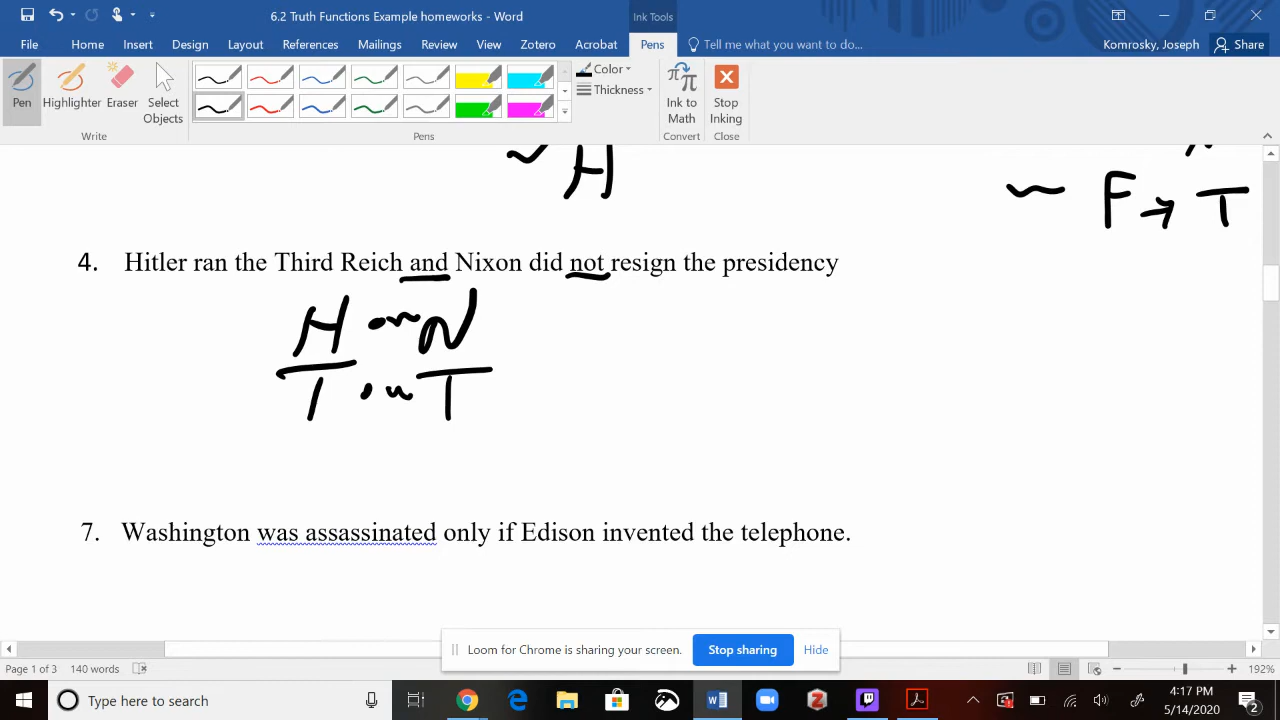 6.2 Truth Functions Example homeworks - Word
Ink Tools
File Home Insert Design Layout References Mailings Review View Zotero Acrobat Pens Tell me what you want to do... Komrosky, Joseph Share
Pen Highlighter Eraser Select Objects Color Thickness Ink to Math Stop Inking
Write Pens Convert Close
~ H
~ F → T
4. Hitler ran the Third Reich and Nixon did not resign the presidency
H • ~ N
T • ~ T
7. Washington was assassinated only if Edison invented the telephone.
Loom for Chrome is sharing your screen. Stop sharing Hide
Page 1 of 3 140 words 192%
Type here to search
4:17 PM
5/14/2020
2